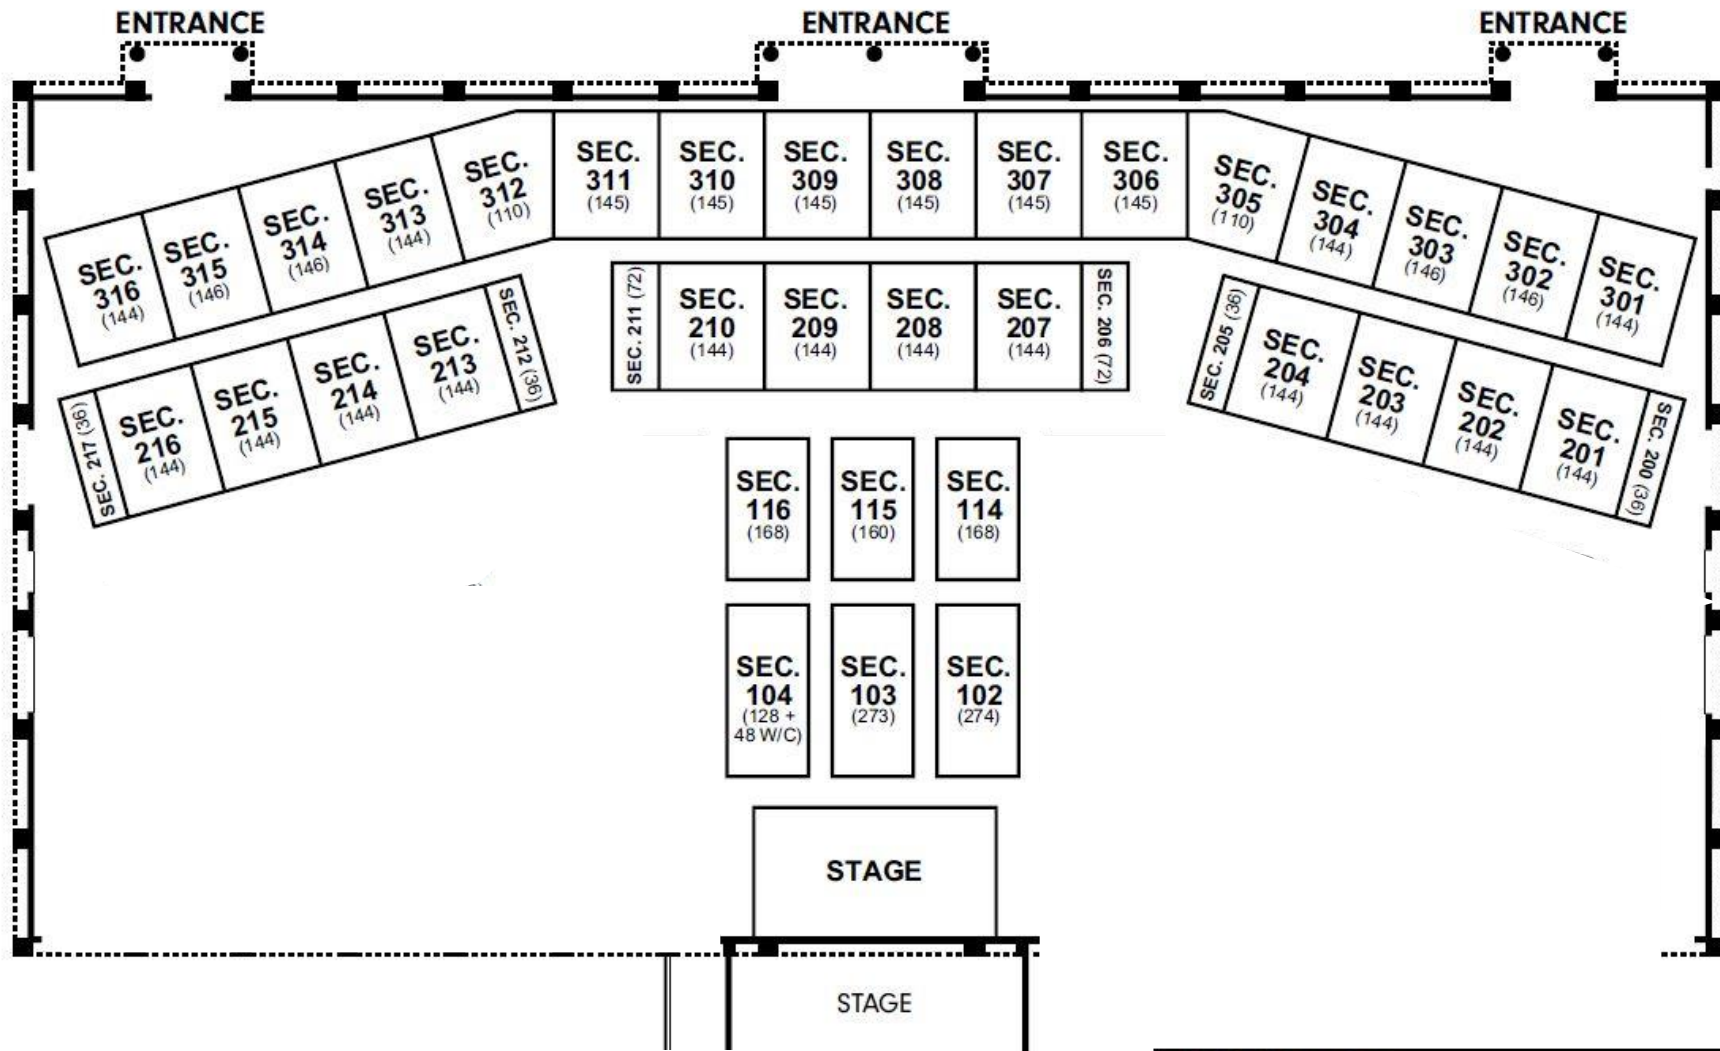 ENTRANCE
ENTRANCE
ENTRANCE
SEC.
316
(144)
SEC.
315
(146)
SEC.
314
(146)
SEC.
313
(144)
SEC.
312
(110)
SEC.
311
(145)
SEC.
310
(145)
SEC.
309
(145)
SEC.
308
(145)
SEC.
307
(145)
SEC.
306
(145)
SEC.
305
(110)
SEC.
304
(144)
SEC.
303
(146)
SEC.
302
(146)
SEC.
301
(144)
SEC. 217 (36)
SEC.
216
(144)
SEC.
215
(144)
SEC.
214
(144)
SEC.
213
(144)
SEC. 212 (36)
SEC. 211 (72)
SEC.
210
(144)
SEC.
209
(144)
SEC.
208
(144)
SEC.
207
(144)
SEC. 206 (72)
SEC. 205 (36)
SEC.
204
(144)
SEC.
203
(144)
SEC.
202
(144)
SEC.
201
(144)
SEC. 200 (36)
SEC.
116
(168)
SEC.
115
(160)
SEC.
114
(168)
SEC.
104
(128 +
48 W/C)
SEC.
103
(273)
SEC.
102
(274)
STAGE
STAGE